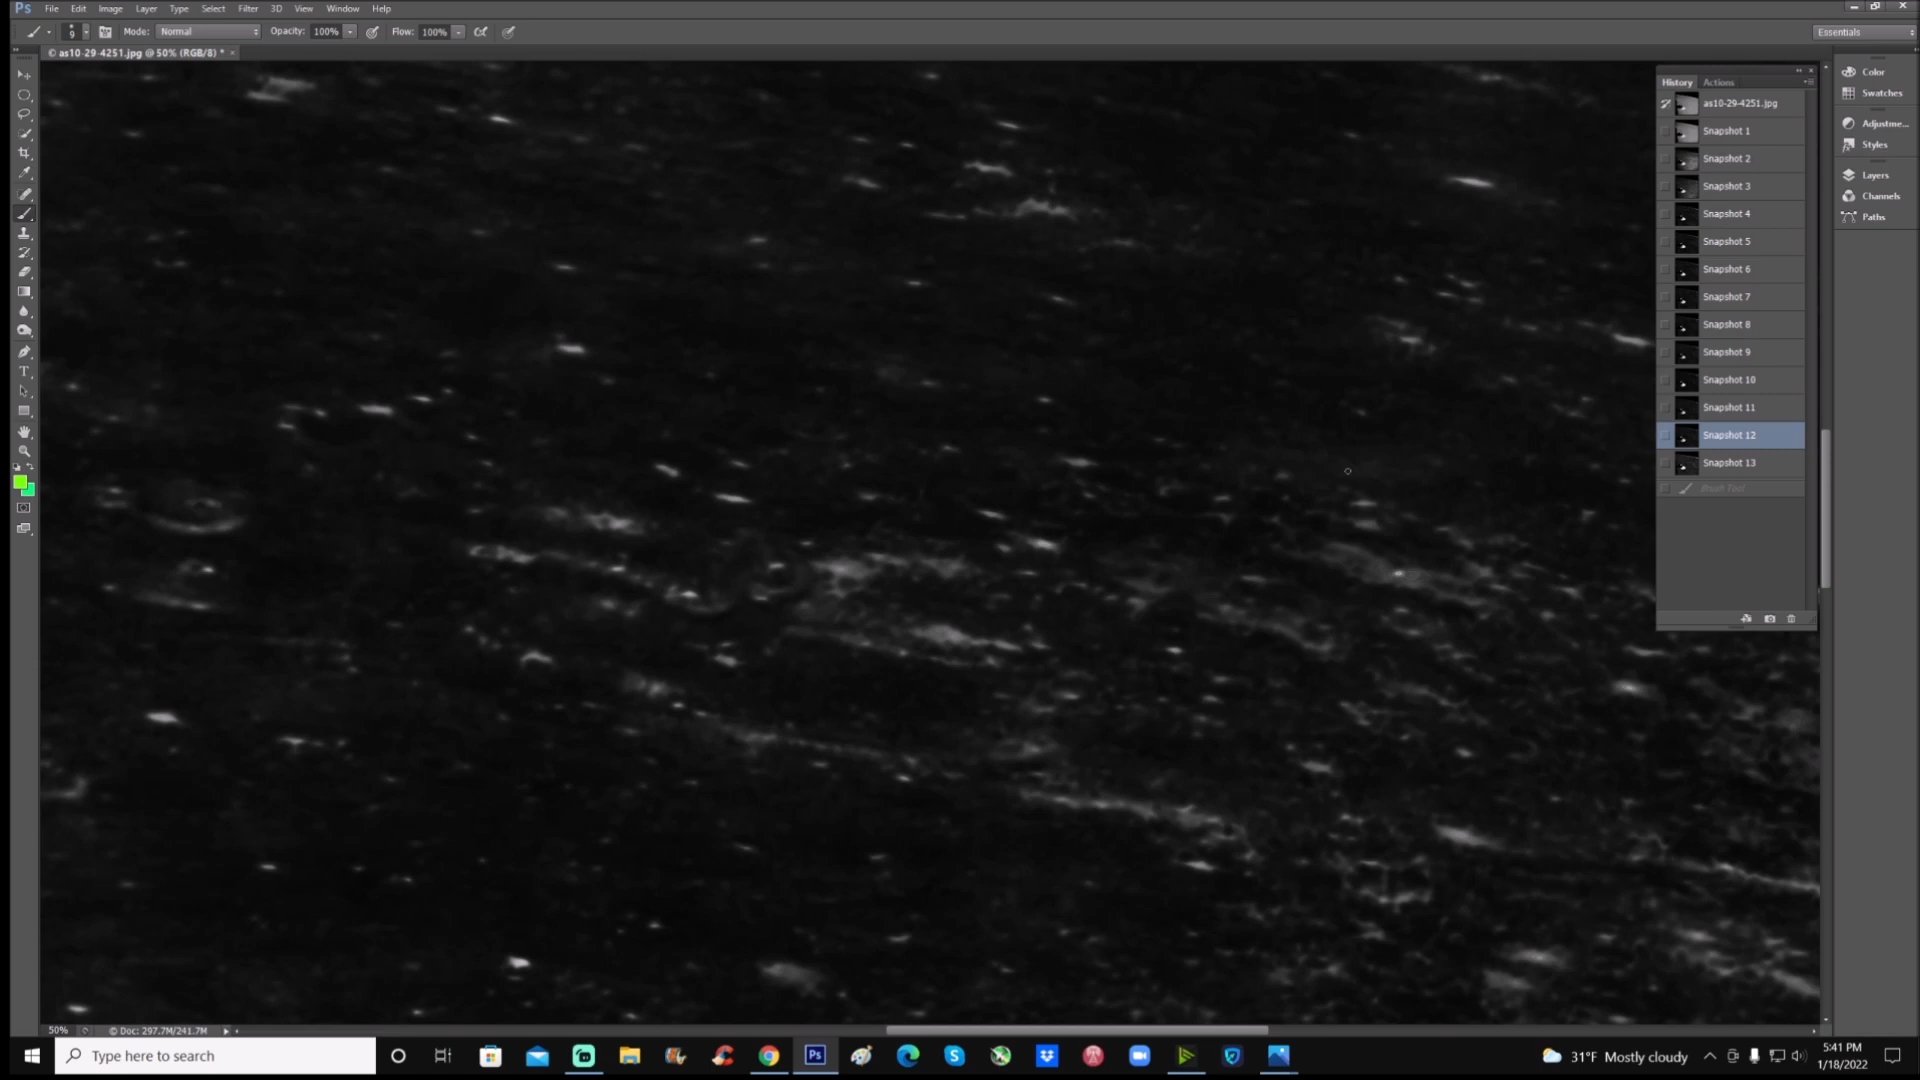 Ps File Edit Image Layer Type Select Filter 3D View Window Help
9 Mode: Normal Opacity: 100% Flow: 100% Essentials
© as10-29-4251.jpg @ 50% (RGB/8) * ×
History Actions
as10-29-4251.jpg
Snapshot 1
Snapshot 2
Snapshot 3
Snapshot 4
Snapshot 5
Snapshot 6
Snapshot 7
Snapshot 8
Snapshot 9
Snapshot 10
Snapshot 11
Snapshot 12
Snapshot 13
Brush Tool
Color
Swatches
Adjustme...
Styles
Layers
Channels
Paths
T
50% © Doc: 297.7M/241.7M
Type here to search
Ps
31°F Mostly cloudy
5:41 PM
1/18/2022